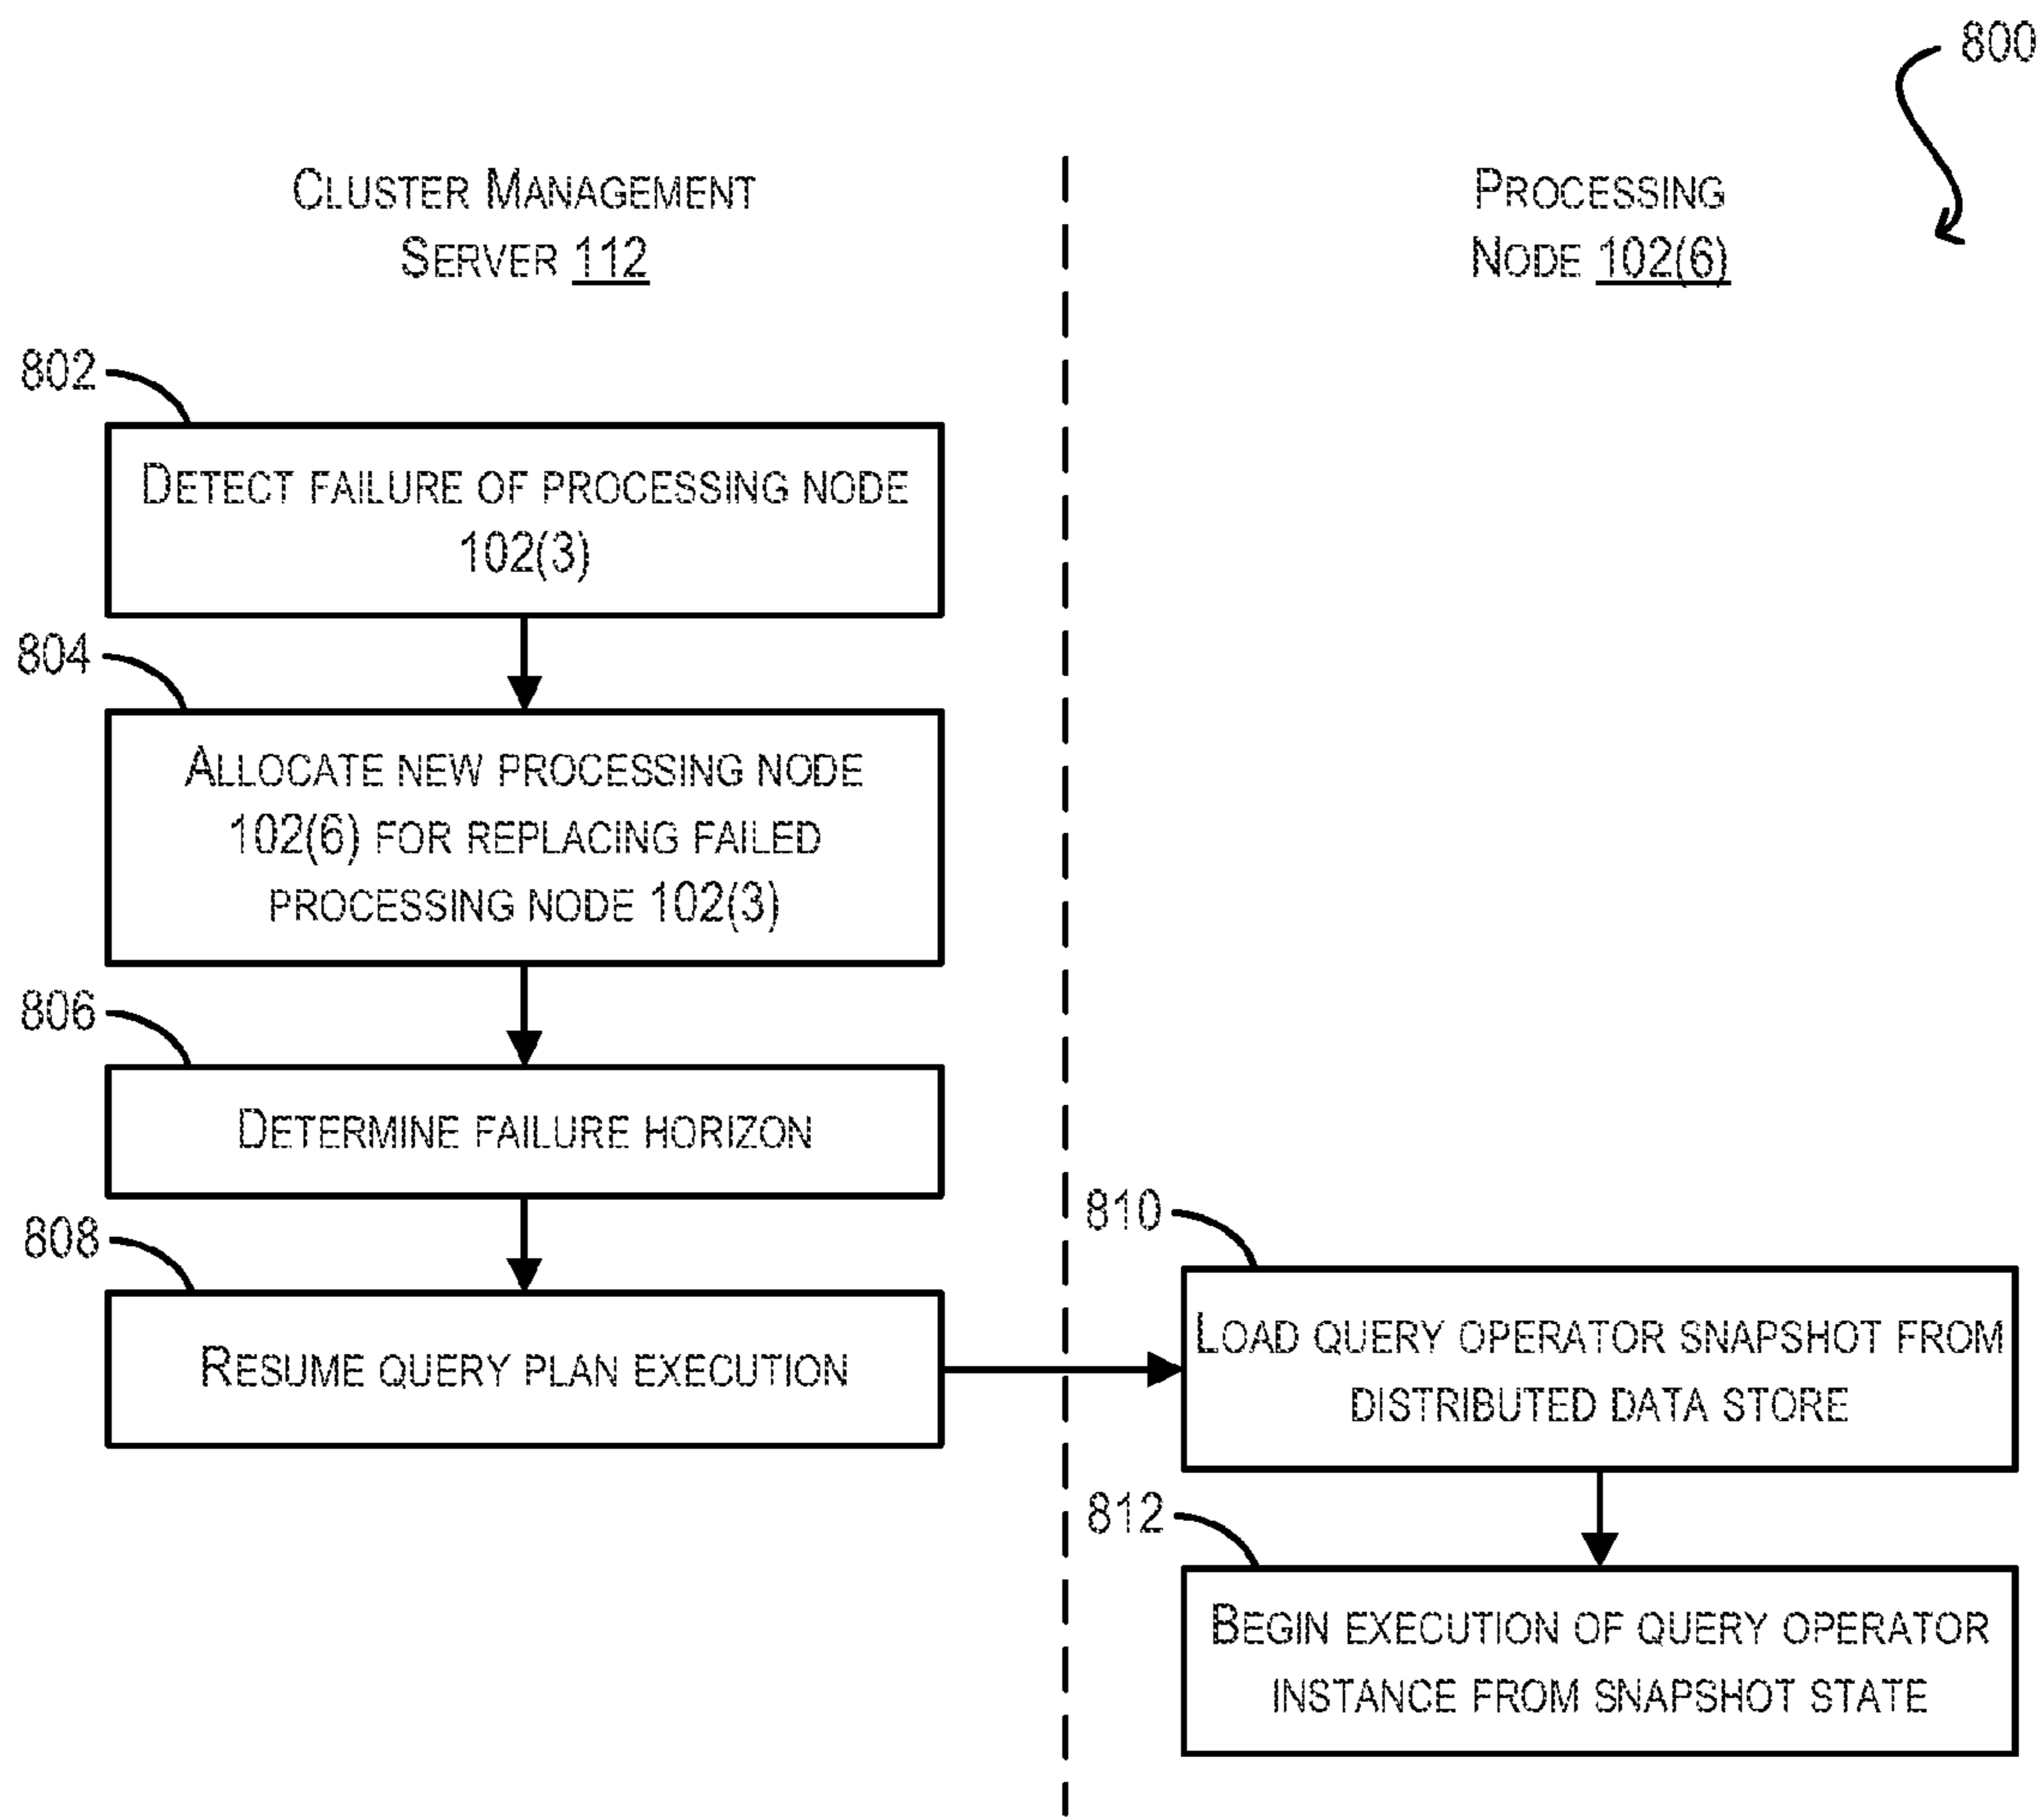 800
CLUSTER MANAGEMENT
SERVER 112
PROCESSING
NODE 102(6)
802
DETECT FAILURE OF PROCESSING NODE
102(3)
804
ALLOCATE NEW PROCESSING NODE
102(6) FOR REPLACING FAILED
PROCESSING NODE 102(3)
806
DETERMINE FAILURE HORIZON
808
RESUME QUERY PLAN EXECUTION
810
LOAD QUERY OPERATOR SNAPSHOT FROM
DISTRIBUTED DATA STORE
812
BEGIN EXECUTION OF QUERY OPERATOR
INSTANCE FROM SNAPSHOT STATE